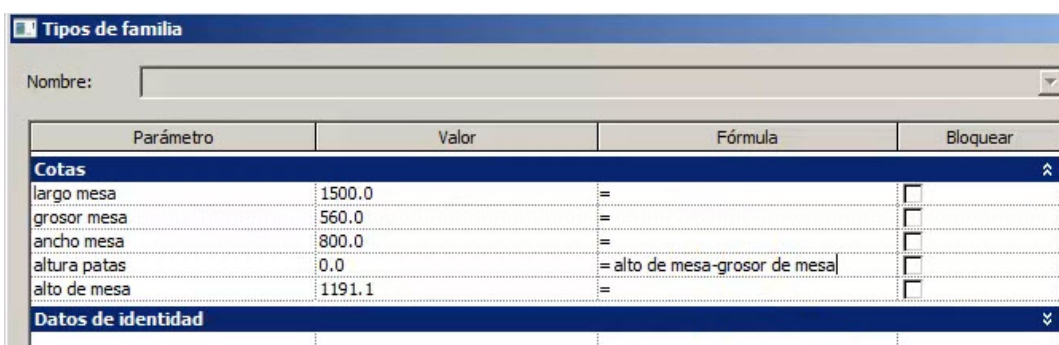 Tipos de familia
Nombre:
Parámetro Valor Fórmula Bloquear
Cotas
largo mesa 1500.0 =
grosor mesa 560.0 =
ancho mesa 800.0 =
altura patas 0.0 = alto de mesa-grosor de mesa
alto de mesa 1191.1 =
Datos de identidad